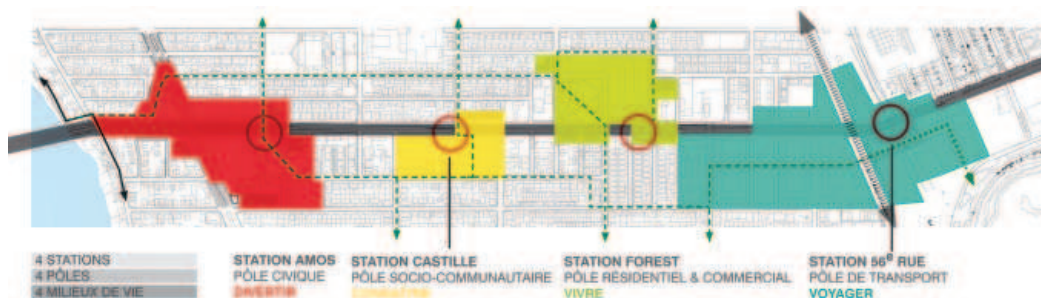 4 STATIONS
4 PÔLES
4 MILIEUX DE VIE
STATION AMOS
PÔLE CIVIQUE
DIVERTIR
STATION CASTILLE
PÔLE SOCIO-COMMUNAUTAIRE
STATION FOREST
PÔLE RÉSIDENTIEL & COMMERCIAL
VIVRE
STATION 56e RUE
PÔLE DE TRANSPORT
VOYAGER